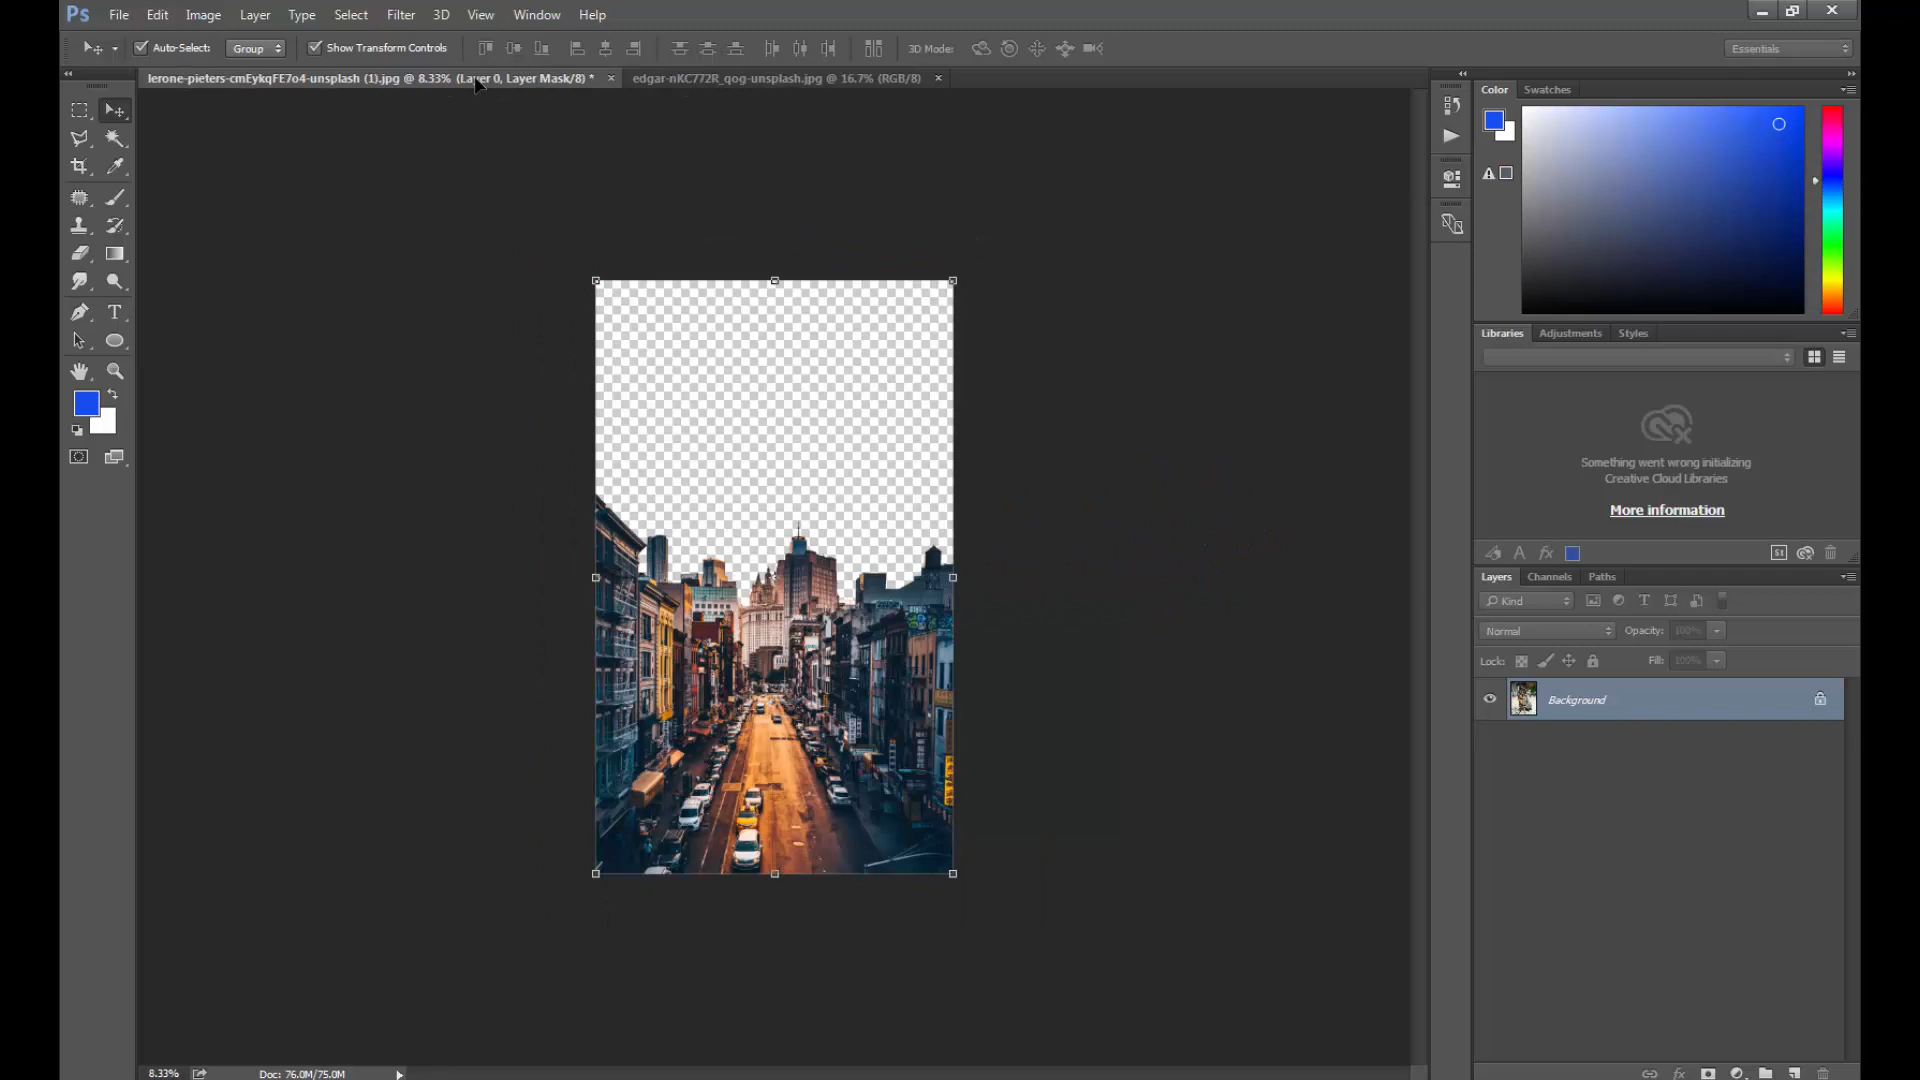 Ps File Edit Image Layer Type Select Filter 3D View Window Help
Auto-Select: Group Show Transform Controls 3D Mode: Essentials
lerone-pieters-cmEykqFE7o4-unsplash (1).jpg @ 8.33% (Layer 0, Layer Mask/8) * × edgar-nKC772R_qog-unsplash.jpg @ 16.7% (RGB/8) ×
Color Swatches
Libraries Adjustments Styles
Something went wrong initializing
Creative Cloud Libraries
More information
St
Layers Channels Paths
Kind
Normal Opacity: 100%
Lock: Fill: 100%
Background
8.33% Doc: 76.0M/75.0M